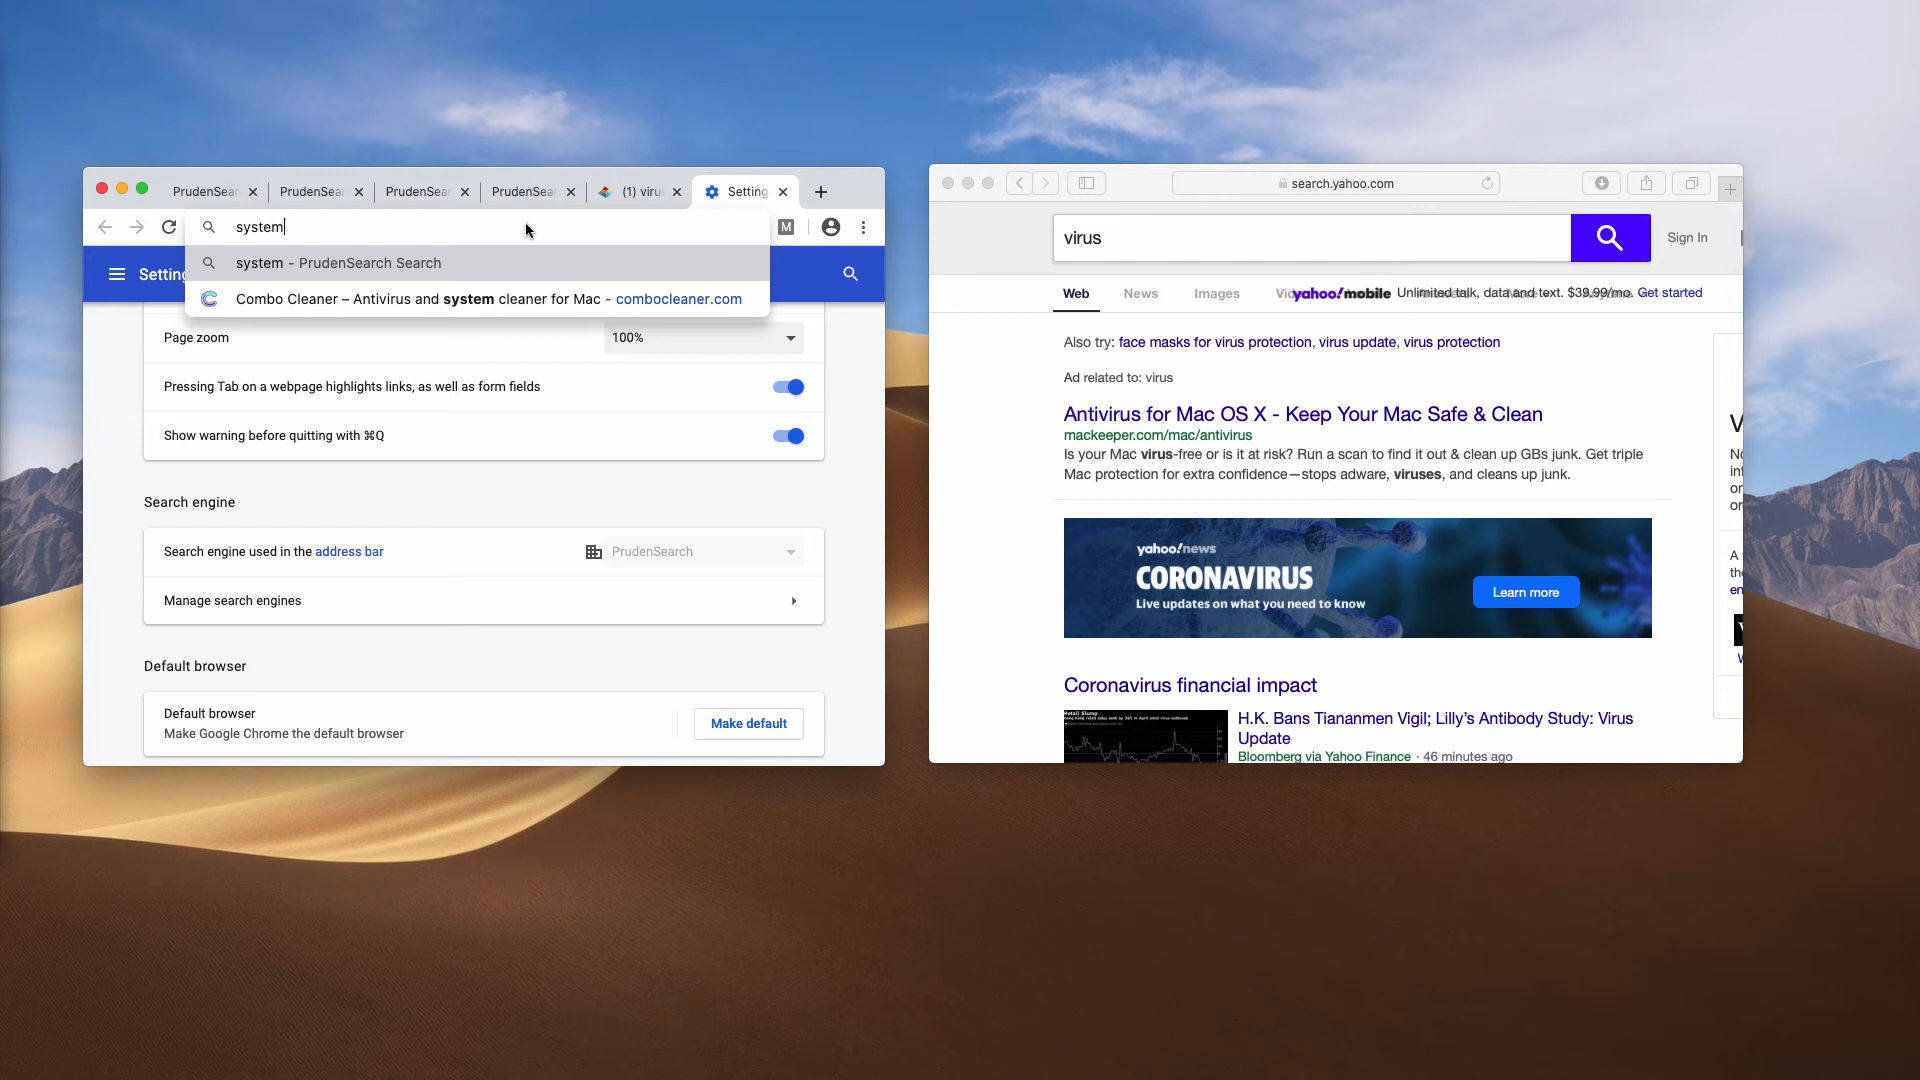 PrudenSear
PrudenSear
PrudenSear
PrudenSear
(1) viru
Setting
system
M
system - PrudenSearch Search
Combo Cleaner – Antivirus and system cleaner for Mac - combocleaner.com
Setting
Page zoom
100%
Pressing Tab on a webpage highlights links, as well as form fields
Show warning before quitting with ⌘Q
Search engine
Search engine used in the address bar
PrudenSearch
Manage search engines
Default browser
Default browser
Make Google Chrome the default browser
Make default
search.yahoo.com
virus
Sign In
Web
News
Images
yahoo!mobile
Unlimited talk, data and text. $39.99/mo. Get started
Also try: face masks for virus protection, virus update, virus protection
Ad related to: virus
Antivirus for Mac OS X - Keep Your Mac Safe & Clean
mackeeper.com/mac/antivirus
Is your Mac virus-free or is it at risk? Run a scan to find it out & clean up GBs junk. Get triple
Mac protection for extra confidence—stops adware, viruses, and cleans up junk.
yahoo!news
CORONAVIRUS
Live updates on what you need to know
Learn more
Coronavirus financial impact
H.K. Bans Tiananmen Vigil; Lilly's Antibody Study: Virus
Update
Bloomberg via Yahoo Finance · 46 minutes ago